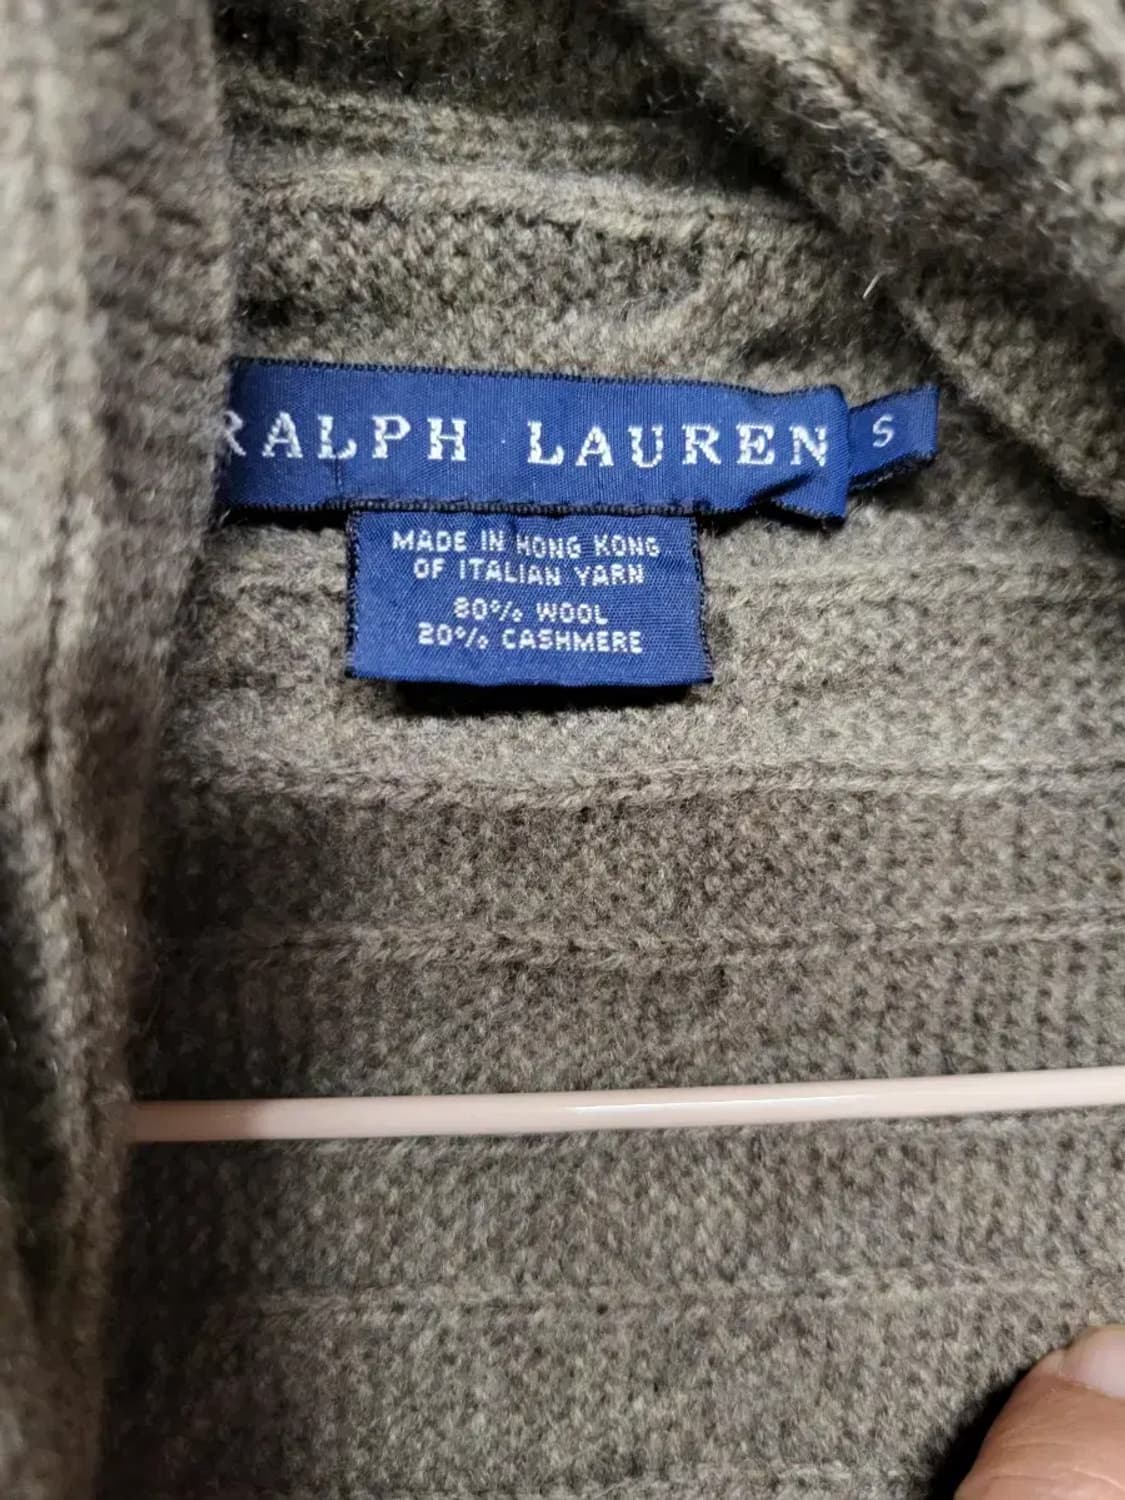 RALPH LAUREN S
MADE IN HONG KONG
OF ITALIAN YARN
80% WOOL
20% CASHMERE